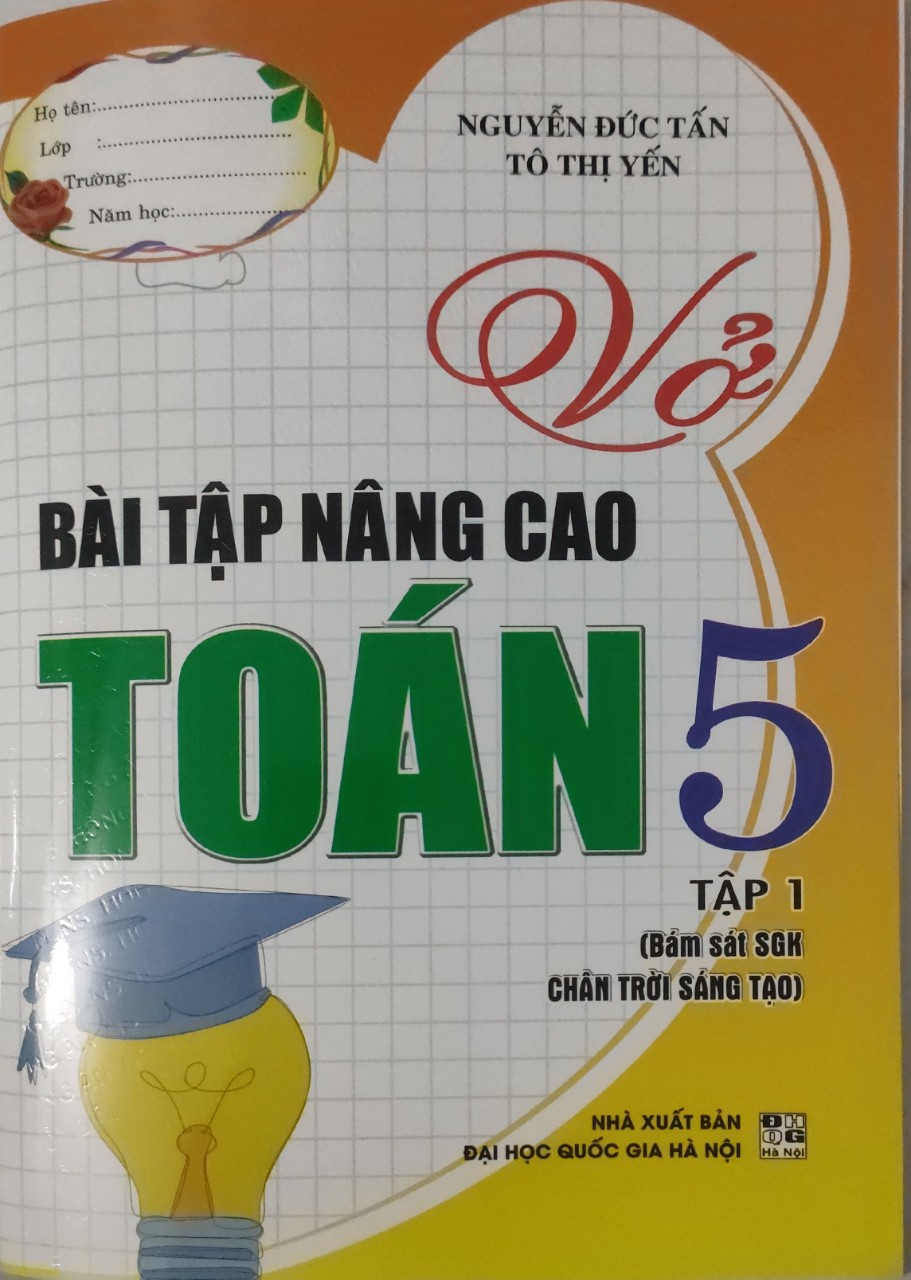 Họ tên:
Lớp :
Trường:
Năm học:
NGUYỄN ĐỨC TẤN
TÔ THỊ YẾN
Vở
BÀI TẬP NÂNG CAO
TOÁN 5
TẬP 1
(Bám sát SGK
CHÂN TRỜI SÁNG TẠO)
NHÀ XUẤT BẢN
ĐẠI HỌC QUỐC GIA HÀ NỘI
ĐH
QG
Hà Nội